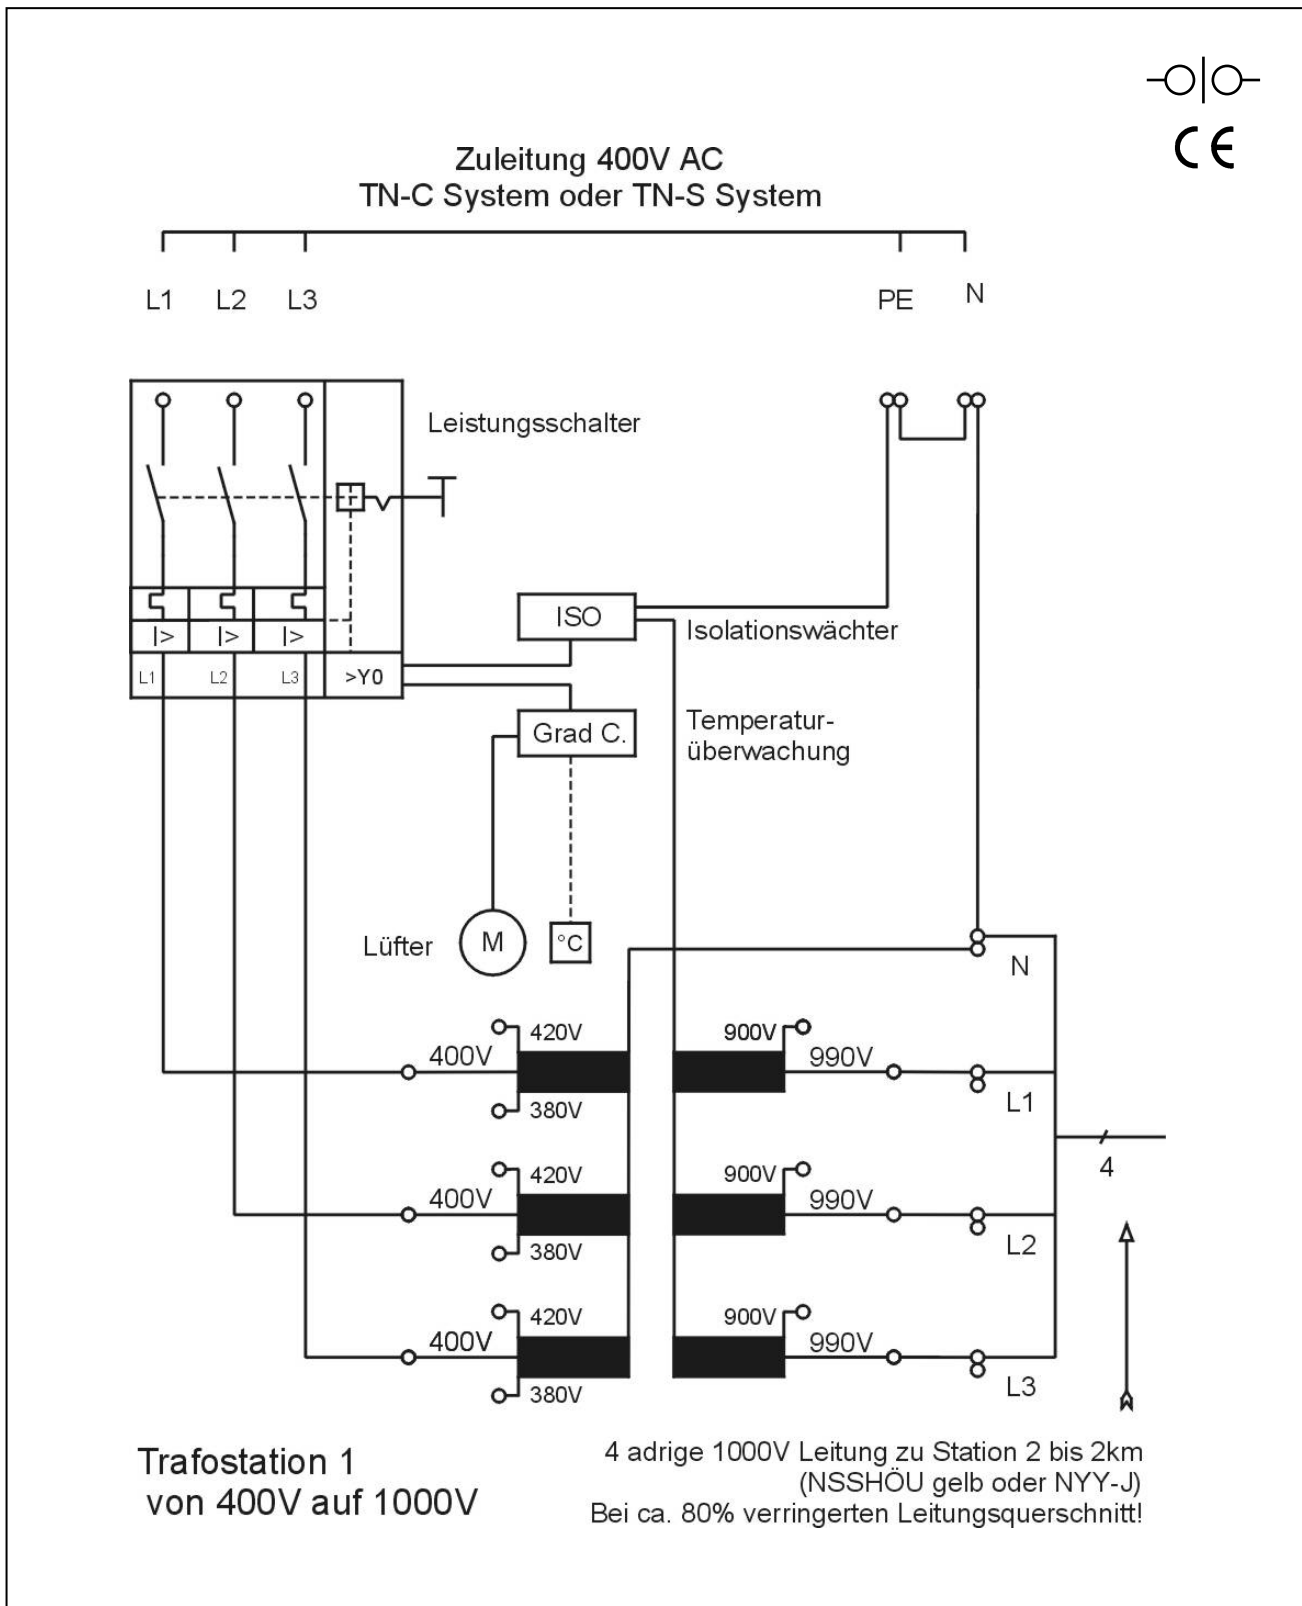 CE
Zuleitung 400V AC
TN-C System oder TN-S System
L1 L2 L3 PE N
Leistungsschalter
I> I> I>
L1 L2 L3 >Y0
ISO
Isolationswächter
Grad C.
Temperatur-
überwachung
Lüfter M °C
N
420V 900V
400V 990V
380V L1
4
420V 900V
400V 990V
380V L2
420V 900V
400V 990V
380V L3
Trafostation 1
von 400V auf 1000V
4 adrige 1000V Leitung zu Station 2 bis 2km
(NSSHÖU gelb oder NYY-J)
Bei ca. 80% verringerten Leitungsquerschnitt!